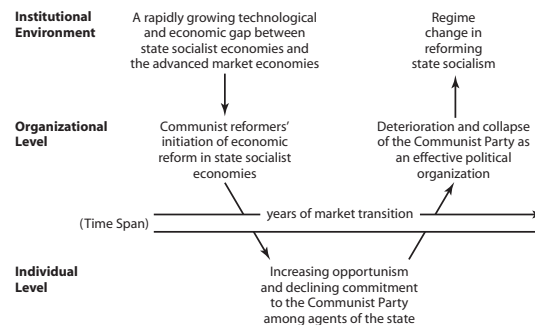 Institutional
Environment
A rapidly growing technological
and economic gap between
state socialist economies and
the advanced market economies
Regime
change in
reforming
state socialism
Organizational
Level
Communist reformers’
initiation of economic
reform in state socialist
economies
Deterioration and collapse
of the Communist Party as
an effective political
organization
(Time Span)
years of market transition
Individual
Level
Increasing opportunism
and declining commitment
to the Communist Party
among agents of the state